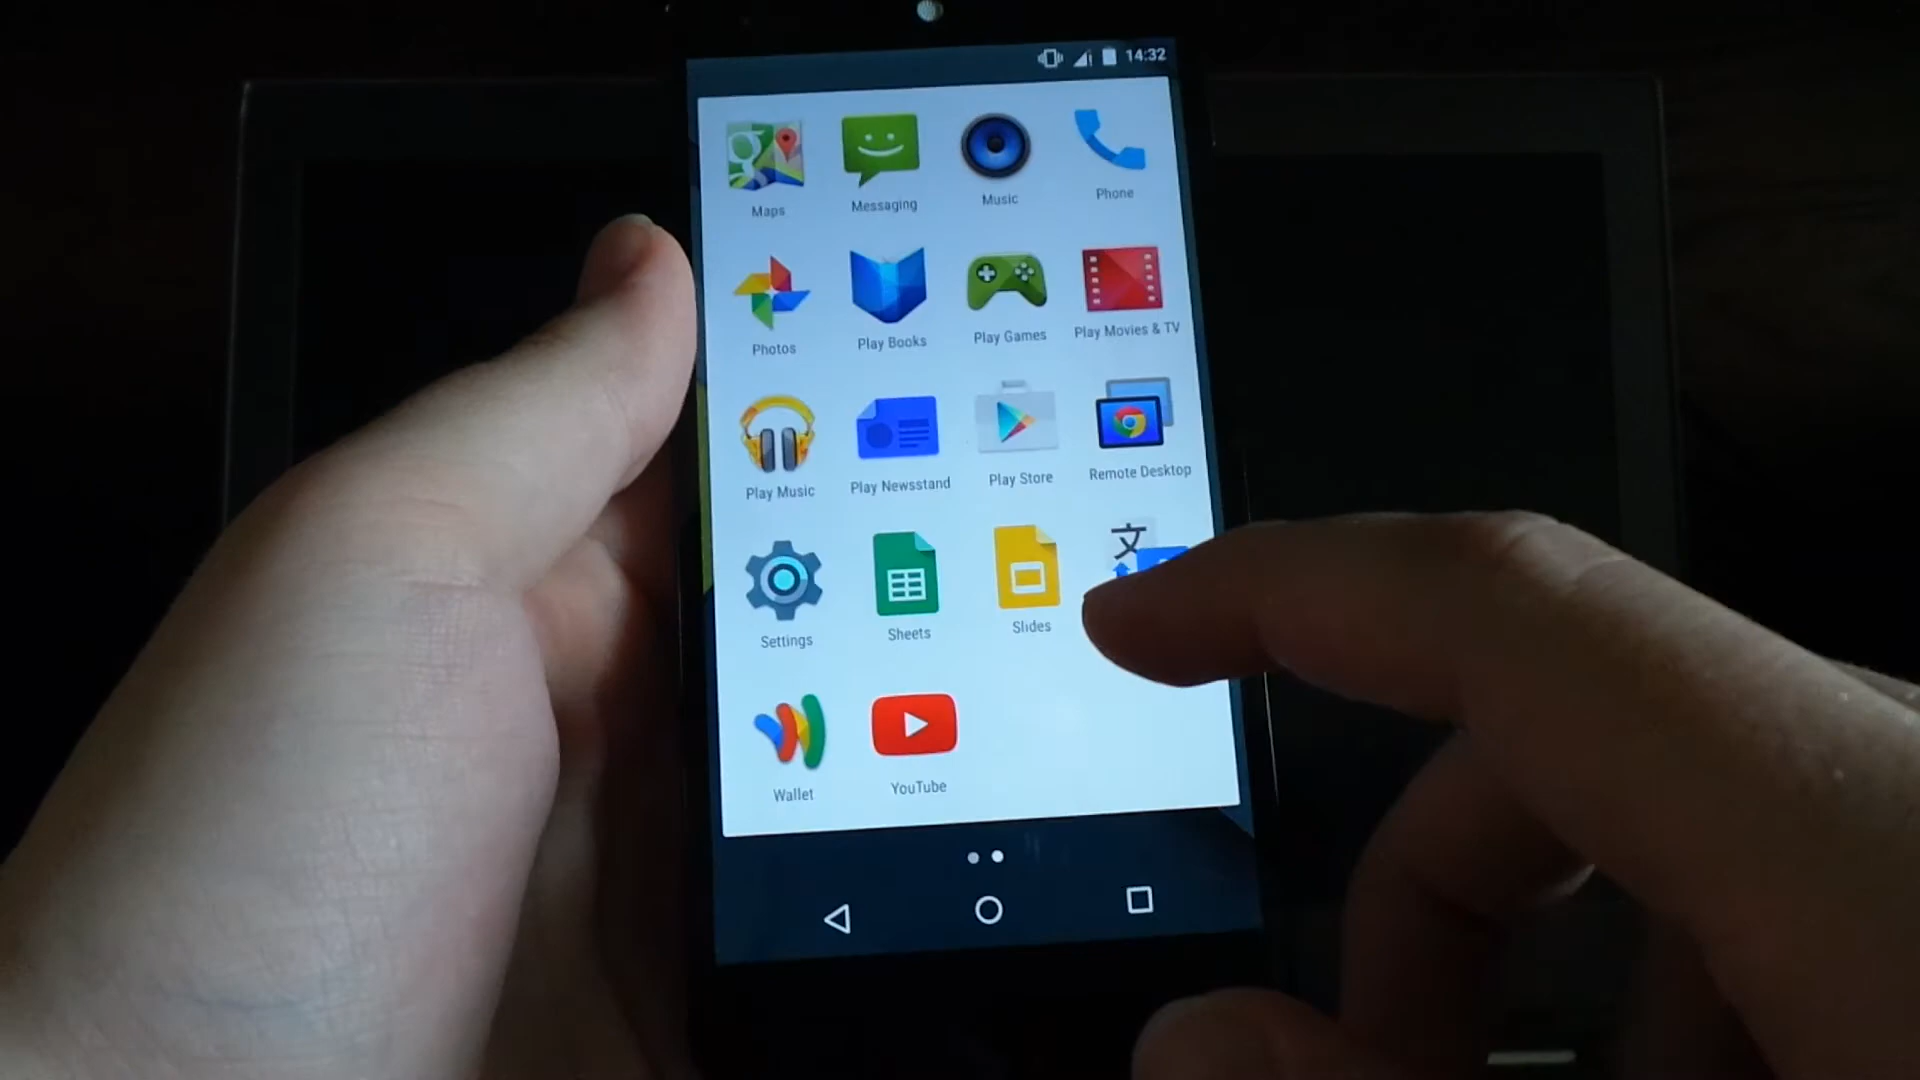 14:32
Maps Messaging Music Phone
Photos Play Books Play Games Play Movies & TV
Play Music Play Newsstand Play Store Remote Desktop
文
Settings Sheets Slides
Wallet YouTube